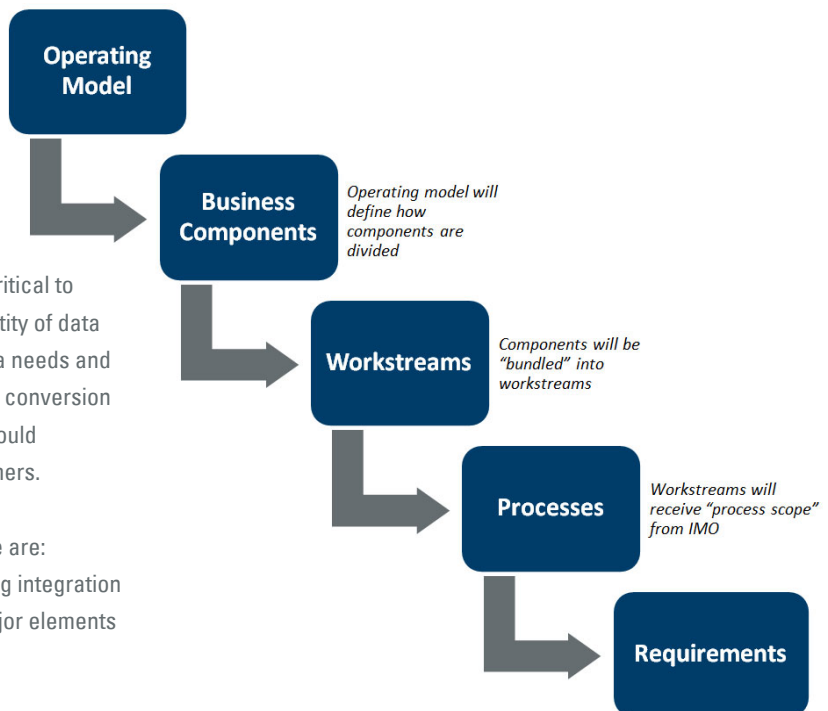 Operating
Model
Business
Components
Operating model will
define how
components are
divided
Workstreams
Components will be
"bundled" into
workstreams
Processes
Workstreams will
receive "process scope"
from IMO
Requirements
ritical to
tity of data
a needs and
conversion
ould
ners.
e are:
g integration
jor elements